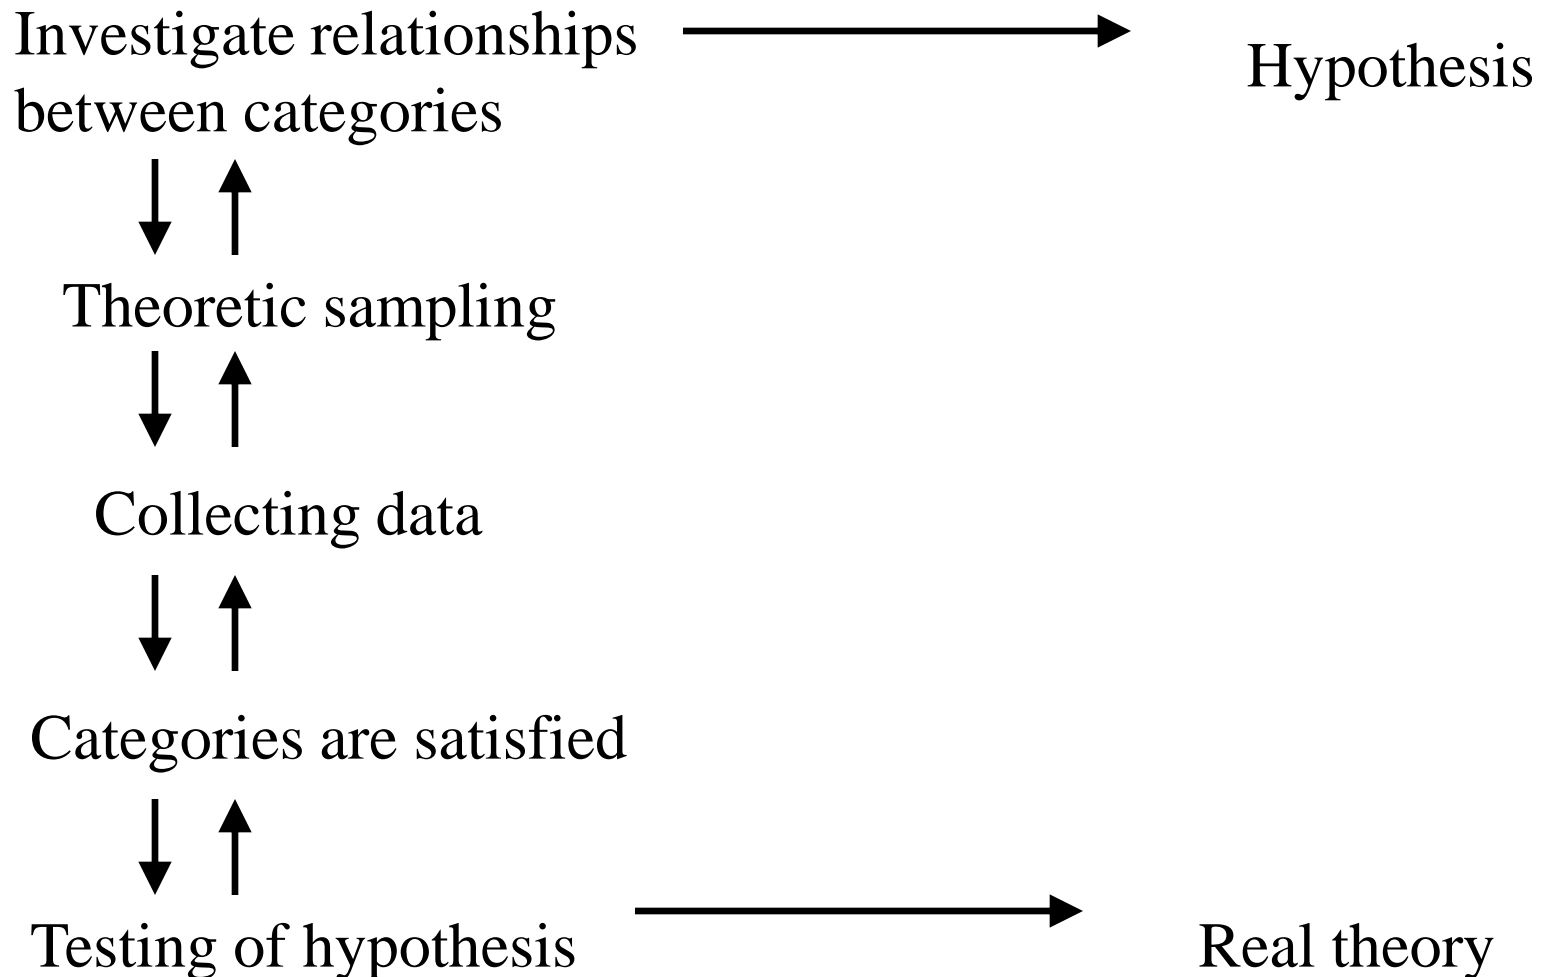 Investigate relationships
between categories
Hypothesis
Theoretic sampling
Collecting data
Categories are satisfied
Testing of hypothesis
Real theory